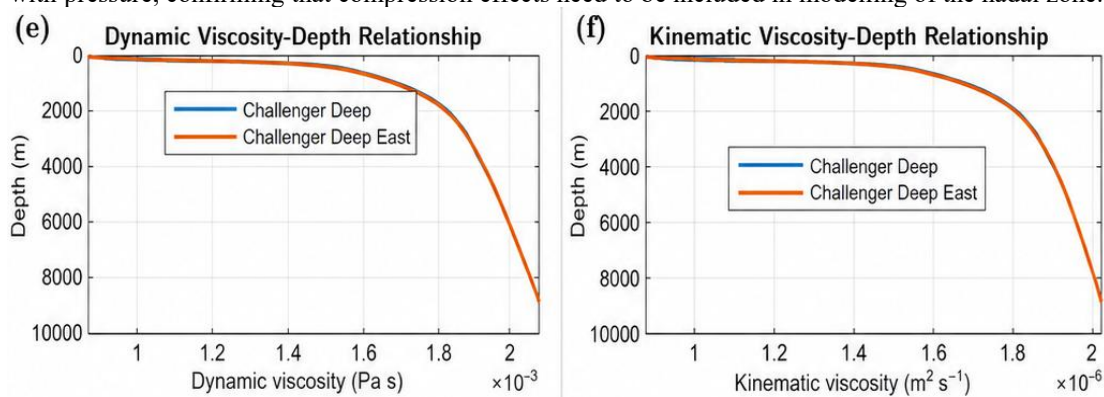 with pressure, confirming that compression effects need to be included in modelling of the hadal zone.
(e) Dynamic Viscosity-Depth Relationship
0
2000
4000
6000
8000
10000
Depth (m)
Challenger Deep
Challenger Deep East
1 1.2 1.4 1.6 1.8 2
Dynamic viscosity (Pa s) ×10⁻³
(f) Kinematic Viscosity-Depth Relationship
0
2000
4000
6000
8000
10000
Depth (m)
Challenger Deep
Challenger Deep East
1 1.2 1.4 1.6 1.8 2
Kinematic viscosity (m² s⁻¹) ×10⁻⁶